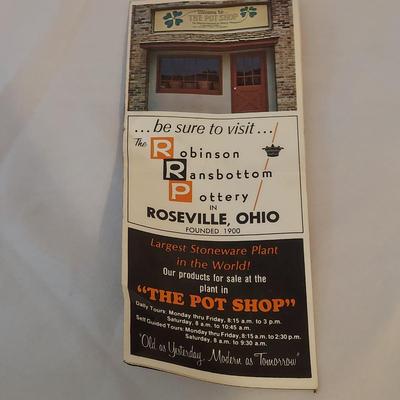 THE POT SHOP
...be sure to visit...
The Robinson
Ransbottom
Pottery
IN
ROSEVILLE, OHIO
FOUNDED 1900
Largest Stoneware Plant
in the World!
Our products for sale at the
plant in
"THE POT SHOP"
Daily Tours: Monday thru Friday, 8:15 a.m. to 3 p.m.
Saturday, 8 a.m. to 10:45 a.m.
Self Guided Tours: Monday thru Friday, 8:15 a.m. to 2:30 p.m.
Saturday, 8 a.m. to 9:30 a.m.
"Old as Yesterday, Modern as Tomorrow"